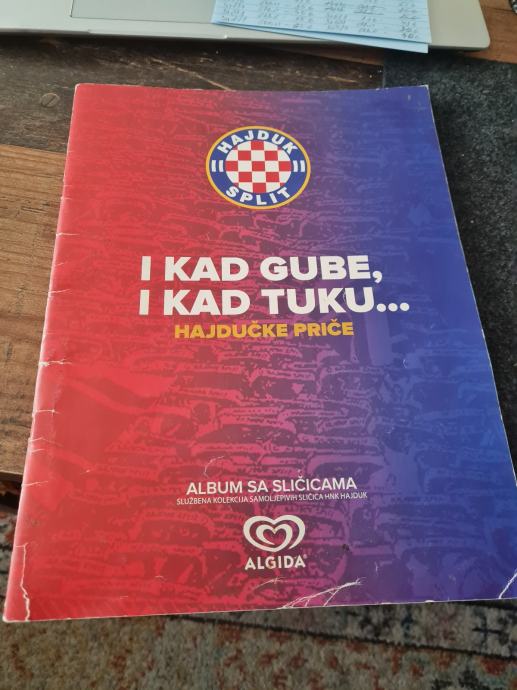 HAJDUK
SPLIT
I KAD GUBE,
I KAD TUKU...
HAJDUČKE PRIČE
ALBUM SA SLIČICAMA
SLUŽBENA KOLEKCIJA SAMOLJEPIVIH SLIČICA HNK HAJDUK
ALGIDA